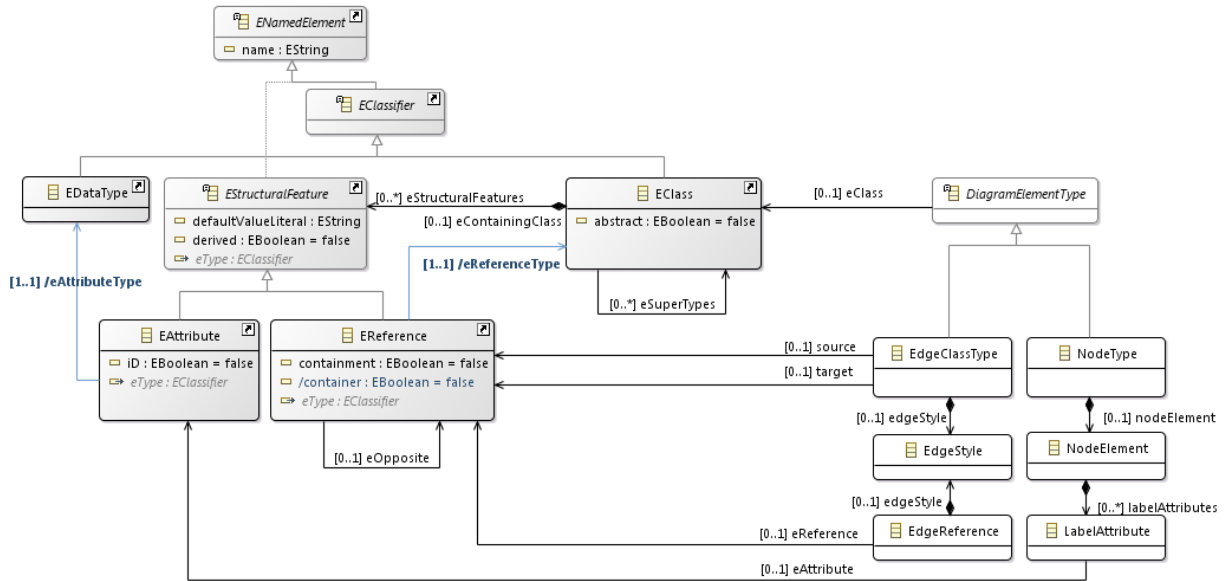 ENamedElement
name : EString
EClassifier
EDataType
EStructuralFeature
defaultValueLiteral : EString
derived : EBoolean = false
eType : EClassifier
[0..*] eStructuralFeatures
[0..1] eContainingClass
EClass
abstract : EBoolean = false
[0..1] eClass
DiagramElementType
[1..1] /eAttributeType
[1..1] /eReferenceType
[0..*] eSuperTypes
EAttribute
iD : EBoolean = false
eType : EClassifier
EReference
containment : EBoolean = false
/container : EBoolean = false
eType : EClassifier
[0..1] source
[0..1] target
EdgeClassType
NodeType
[0..1] edgeStyle
[0..1] nodeElement
[0..1] eOpposite
EdgeStyle
NodeElement
[0..1] edgeStyle
[0..*] labelAttributes
[0..1] eReference
EdgeReference
LabelAttribute
[0..1] eAttribute